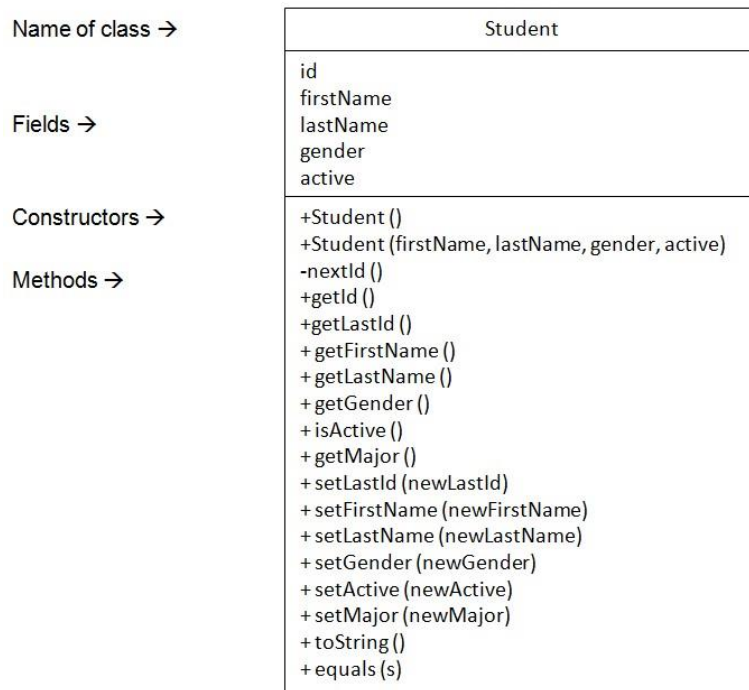 Name of class → Student
id
firstName
Fields → lastName
gender
active
Constructors → +Student ()
+Student (firstName, lastName, gender, active)
Methods → -nextId ()
+getId ()
+getLastId ()
+ getFirstName ()
+ getLastName ()
+ getGender ()
+ isActive ()
+ getMajor ()
+ setLastId (newLastId)
+ setFirstName (newFirstName)
+ setLastName (newLastName)
+ setGender (newGender)
+ setActive (newActive)
+ setMajor (newMajor)
+ toString ()
+ equals (s)